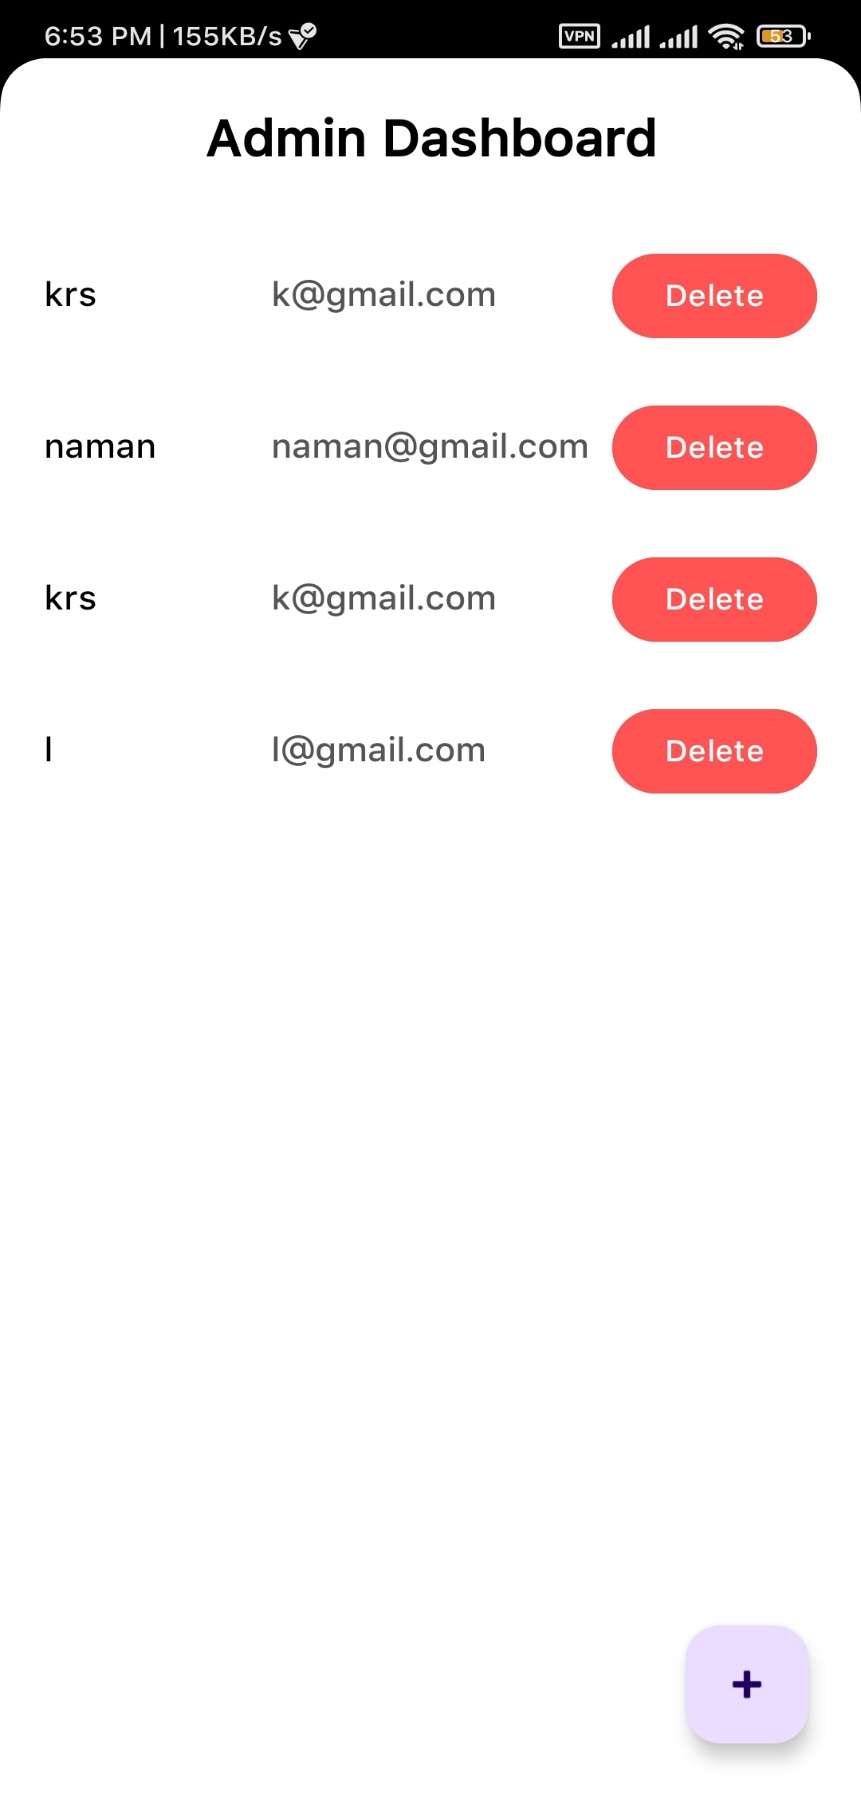 6:53 PM | 155KB/s VPN 53
Admin Dashboard
krs k@gmail.com Delete
naman naman@gmail.com Delete
krs k@gmail.com Delete
l l@gmail.com Delete
+